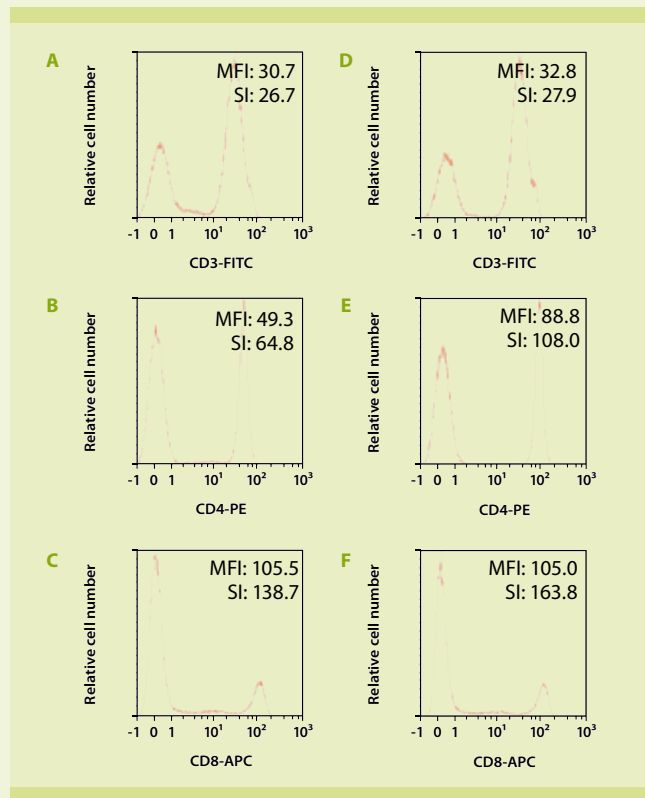 A
Relative cell number
MFI: 30.7
SI: 26.7
-1 0 1 10¹ 10² 10³
CD3-FITC
D
Relative cell number
MFI: 32.8
SI: 27.9
-1 0 1 10¹ 10² 10³
CD3-FITC
B
Relative cell number
MFI: 49.3
SI: 64.8
-1 0 1 10¹ 10² 10³
CD4-PE
E
Relative cell number
MFI: 88.8
SI: 108.0
-1 0 1 10¹ 10² 10³
CD4-PE
C
Relative cell number
MFI: 105.5
SI: 138.7
-1 0 1 10¹ 10² 10³
CD8-APC
F
Relative cell number
MFI: 105.0
SI: 163.8
-1 0 1 10¹ 10² 10³
CD8-APC